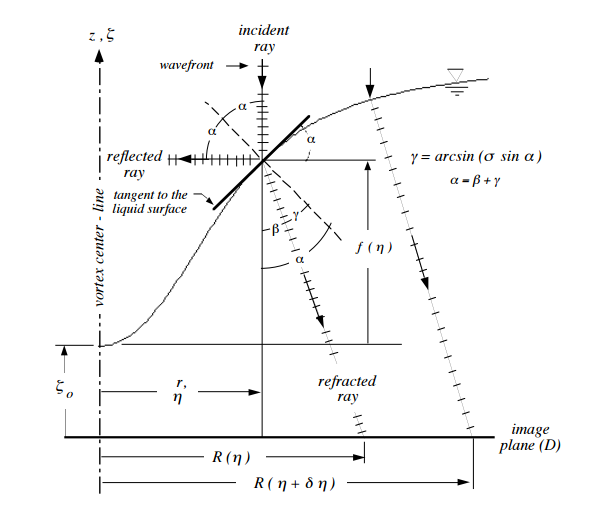 z , ζ
incident
ray
wavefront
α
α
α
reflected
ray
γ = arcsin (σ sin α)
α = β + γ
tangent to the
liquid surface
vortex center - line
β
γ
f (η)
α
ζo
r,
η
refracted
ray
image
plane (D)
R (η)
R ( η + δ η)